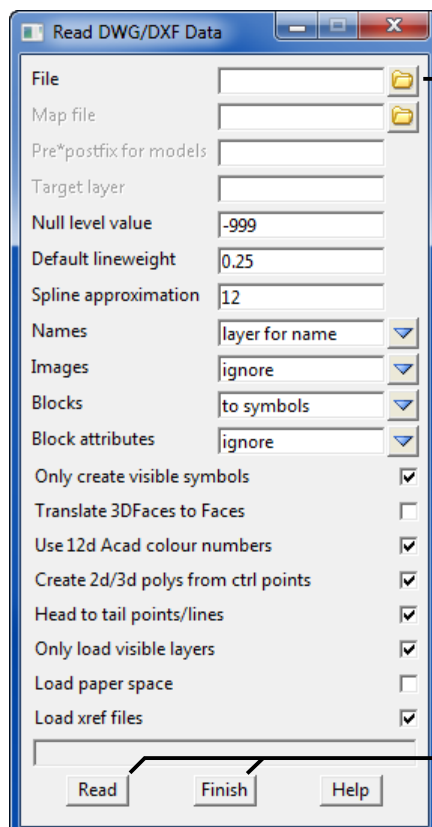 Read DWG/DXF Data
File
Map file
Pre*postfix for models
Target layer
Null level value -999
Default lineweight 0.25
Spline approximation 12
Names layer for name
Images ignore
Blocks to symbols
Block attributes ignore
Only create visible symbols
Translate 3DFaces to Faces
Use 12d Acad colour numbers
Create 2d/3d polys from ctrl points
Head to tail points/lines
Only load visible layers
Load paper space
Load xref files
Read Finish Help